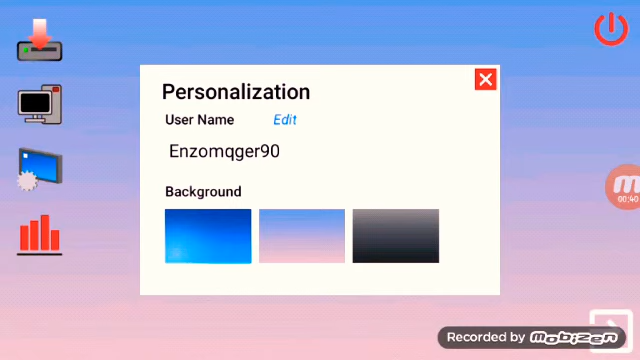 Personalization
User Name Edit
Enzomqger90
Background
00:40
Recorded by mobizen